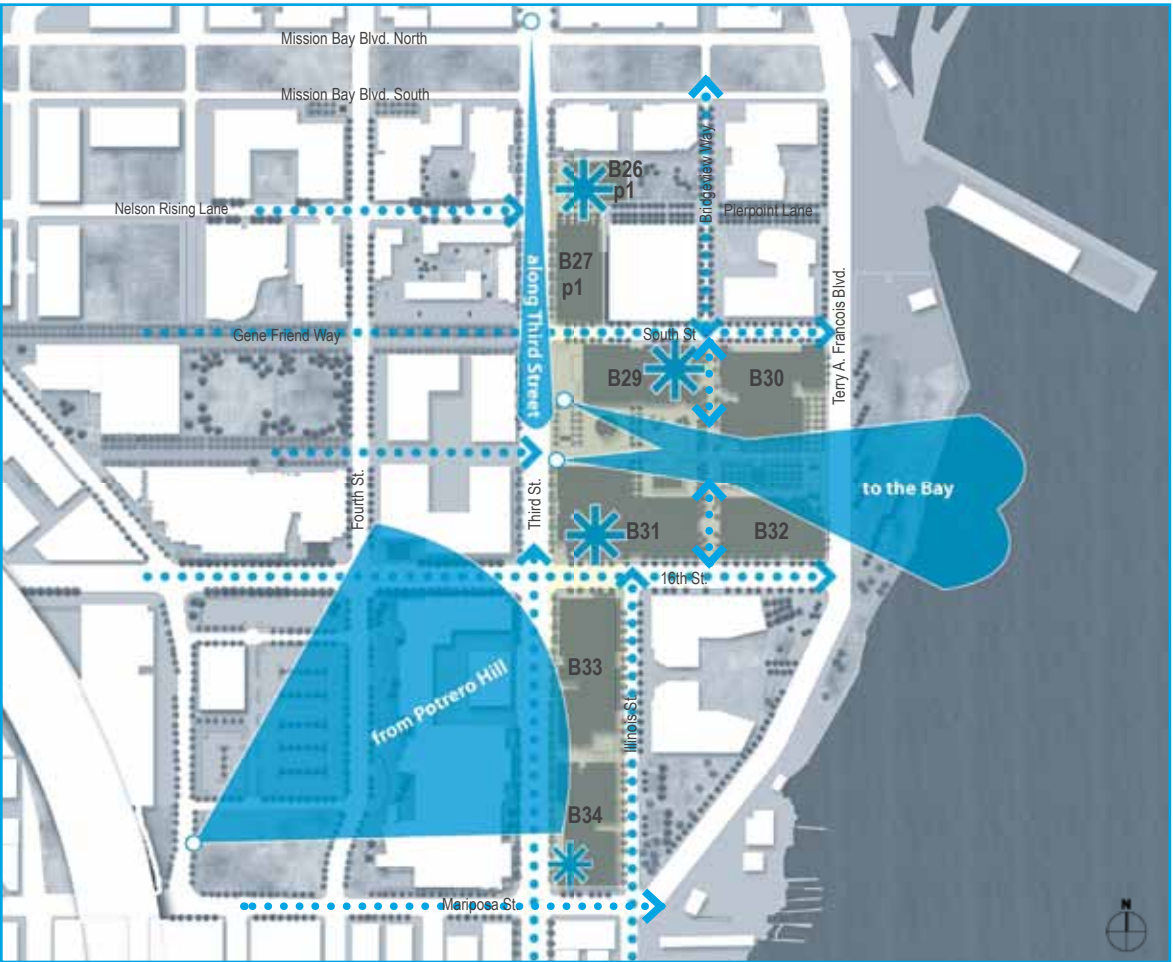 Mission Bay Blvd. North
Mission Bay Blvd. South
Bridgeview Way
B26
p1
Nelson Rising Lane
Pierpoint Lane
along Third Street
B27
p1
Terry A. Francois Blvd.
Gene Friend Way
South St
B29
B30
Fourth St.
Third St.
to the Bay
B31
B32
16th St.
from Potrero Hill
B33
Illinois St.
B34
Mariposa St.
N